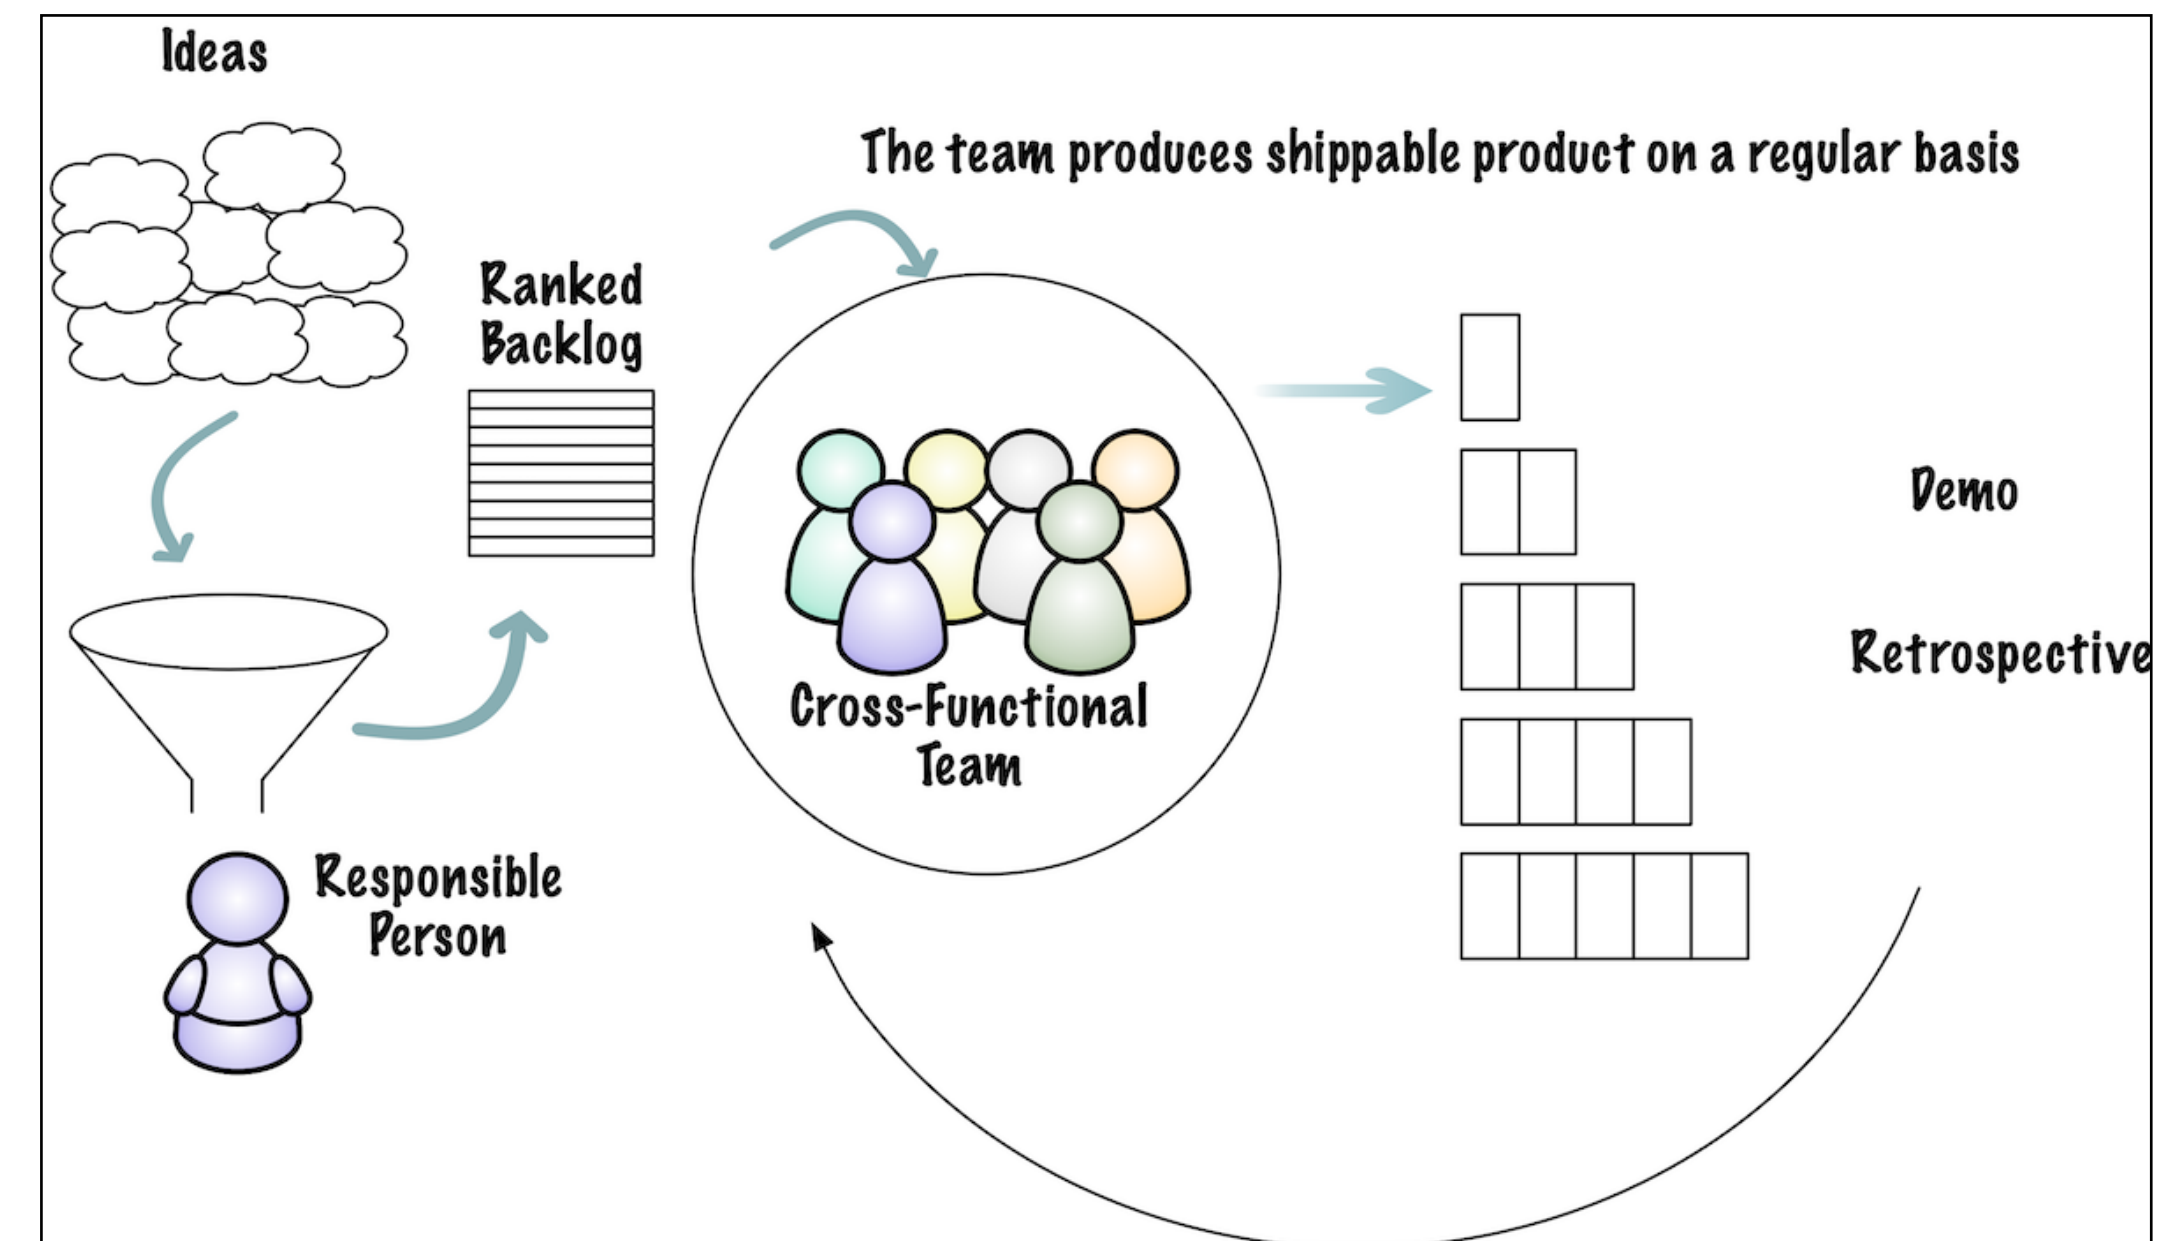 Ideas
The team produces shippable product on a regular basis
Ranked
Backlog
Demo
Retrospective
Cross-Functional
Team
Responsible
Person